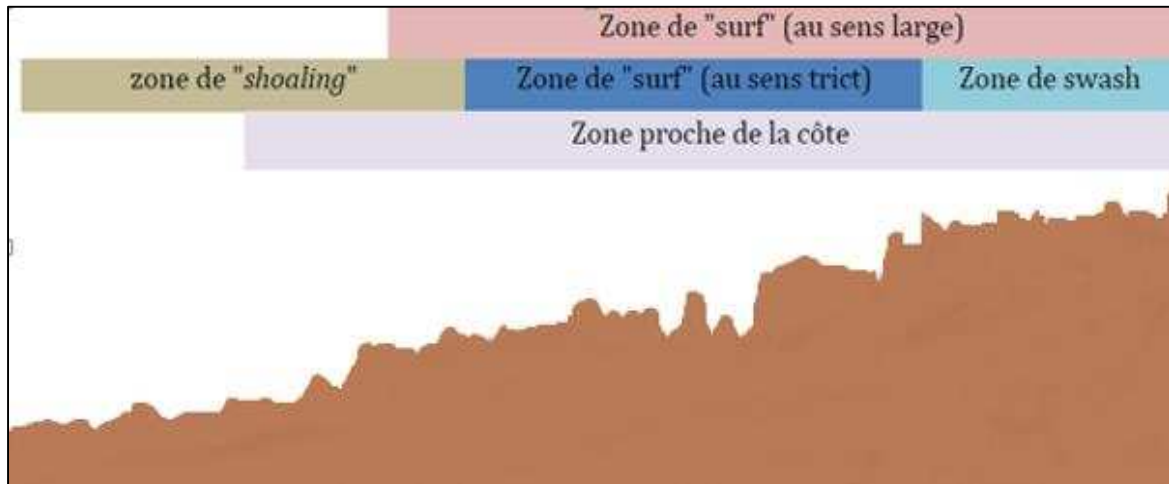 Zone de "surf" (au sens large)
zone de "shoaling" Zone de "surf" (au sens trict) Zone de swash
Zone proche de la côte